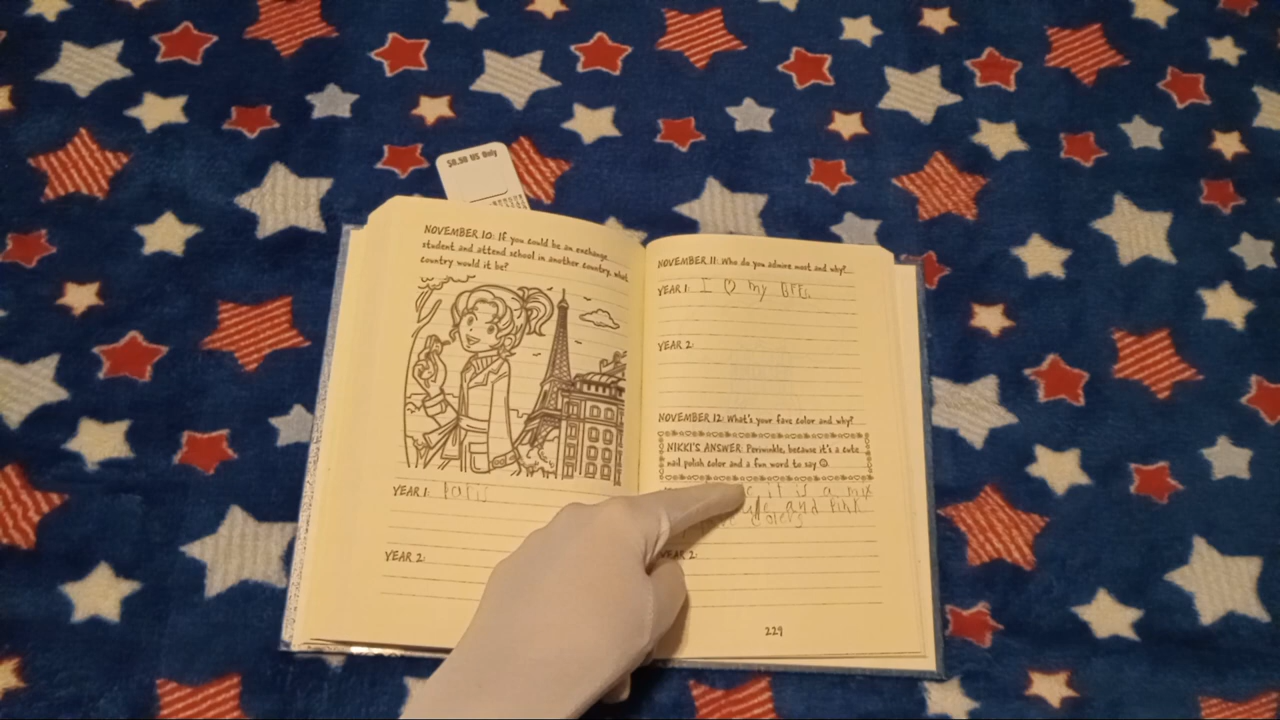 $8.98 US Only
NOVEMBER 10: If you could be an exchange
student and attend school in another country, what
country would it be?
YEAR 1: Paris
YEAR 2:
NOVEMBER 11: Who do you admire most and why?
YEAR 1: I ♡ my BFFs
YEAR 2:
NOVEMBER 12: What's your fave color and why?
NIKKI'S ANSWER: Periwinkle, because it's a cute
nail polish color and a fun word to say ☺
it is a mix
and Pink
colers
YEAR 2:
229